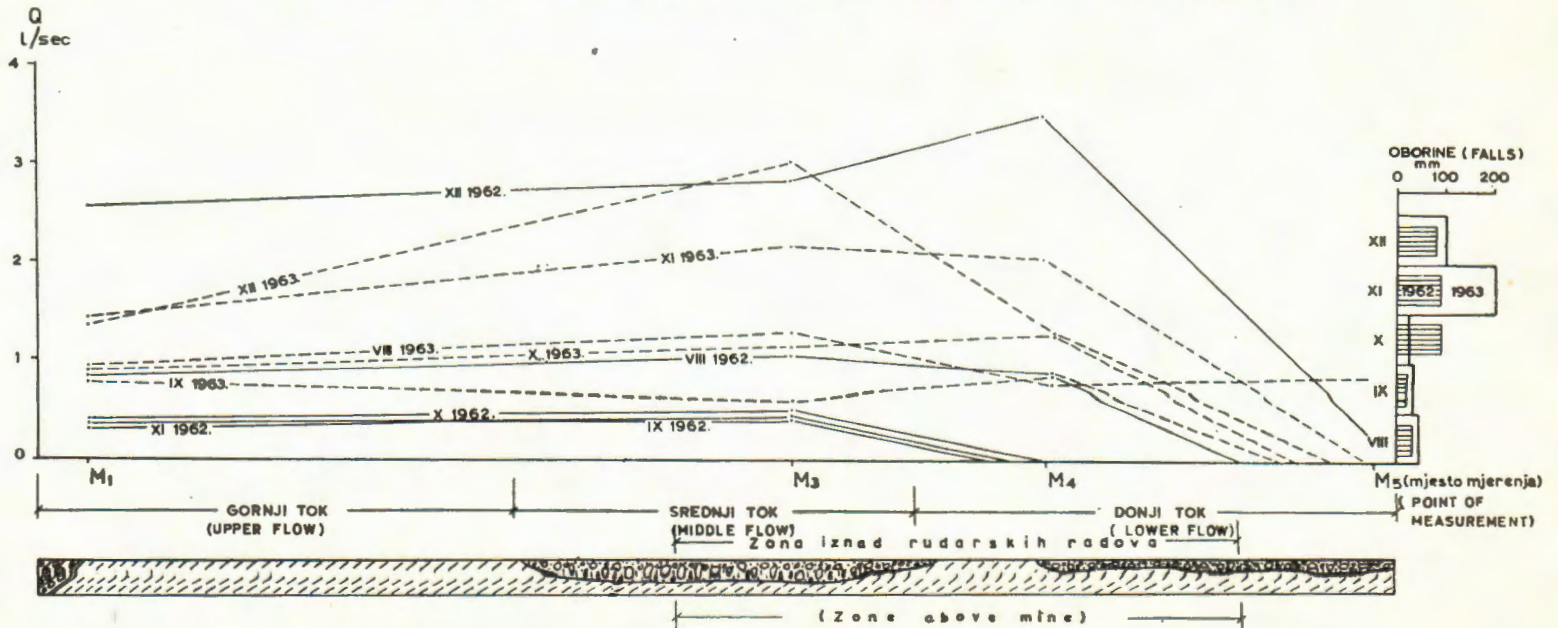 Q
l/sec
4
3
2
1
0
XII 1962.
XII 1963.
XI 1963.
VIII 1963.
X. 1963.
VIII 1962.
IX 1963.
X 1962.
XI 1962.
IX 1962.
OBORINE (FALLS)
mm
0 100 200
XII
XI 1962 1963
X
IX
VIII
M1 M3 M4 M5 (mjesto mjerenja)
( POINT OF
MEASUREMENT)
GORNJI TOK SREDNJI TOK DONJI TOK
(UPPER FLOW) (MIDDLE FLOW) ( LOWER FLOW)
Zona iznad rudarskih radova
(Zone above mine)